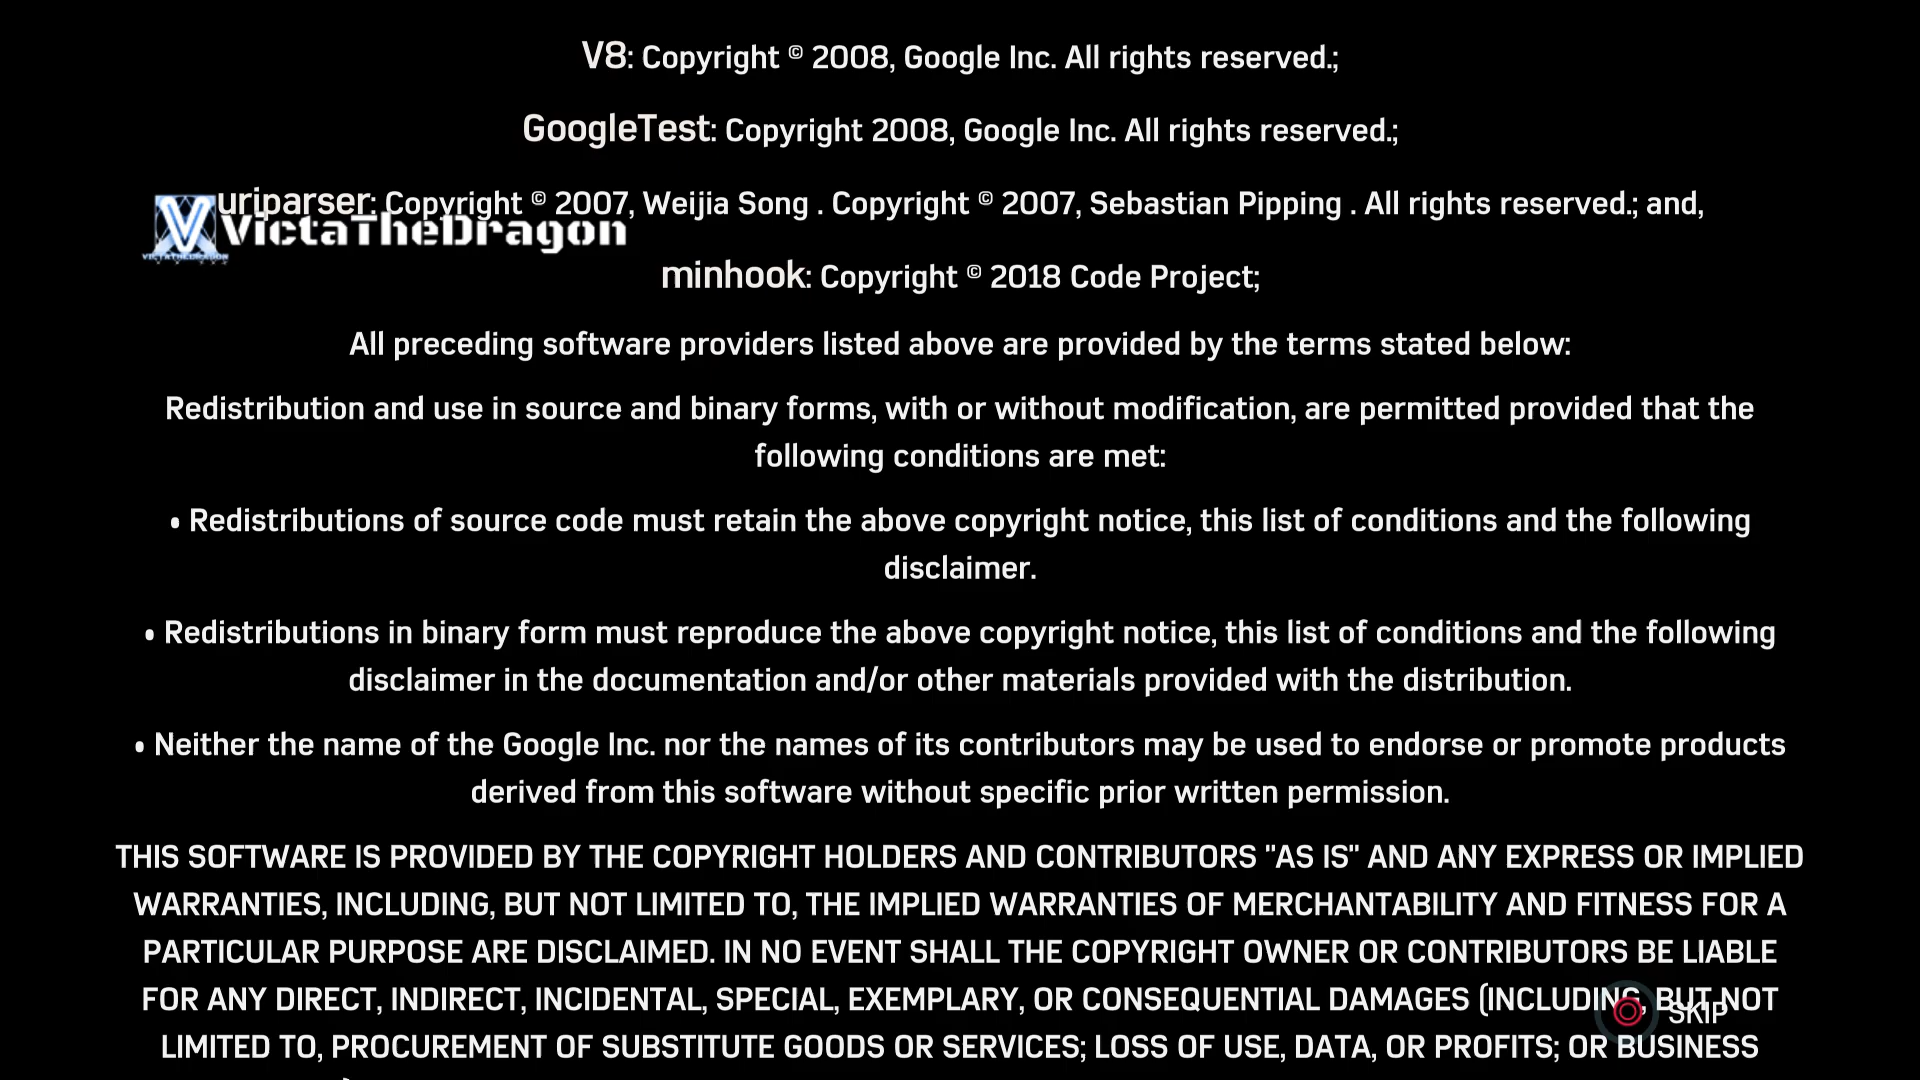 V8: Copyright © 2008, Google Inc. All rights reserved.;
GoogleTest: Copyright 2008, Google Inc. All rights reserved.;
uriparser: Copyright © 2007, Weijia Song . Copyright © 2007, Sebastian Pipping . All rights reserved.; and,
VictaTheDragon
VICTATHEDRAGON
minhook: Copyright © 2018 Code Project;
All preceding software providers listed above are provided by the terms stated below:
Redistribution and use in source and binary forms, with or without modification, are permitted provided that the
following conditions are met:
• Redistributions of source code must retain the above copyright notice, this list of conditions and the following
disclaimer.
• Redistributions in binary form must reproduce the above copyright notice, this list of conditions and the following
disclaimer in the documentation and/or other materials provided with the distribution.
• Neither the name of the Google Inc. nor the names of its contributors may be used to endorse or promote products
derived from this software without specific prior written permission.
THIS SOFTWARE IS PROVIDED BY THE COPYRIGHT HOLDERS AND CONTRIBUTORS "AS IS" AND ANY EXPRESS OR IMPLIED
WARRANTIES, INCLUDING, BUT NOT LIMITED TO, THE IMPLIED WARRANTIES OF MERCHANTABILITY AND FITNESS FOR A
PARTICULAR PURPOSE ARE DISCLAIMED. IN NO EVENT SHALL THE COPYRIGHT OWNER OR CONTRIBUTORS BE LIABLE
FOR ANY DIRECT, INDIRECT, INCIDENTAL, SPECIAL, EXEMPLARY, OR CONSEQUENTIAL DAMAGES (INCLUDING, BUT NOT
SKIP
LIMITED TO, PROCUREMENT OF SUBSTITUTE GOODS OR SERVICES; LOSS OF USE, DATA, OR PROFITS; OR BUSINESS